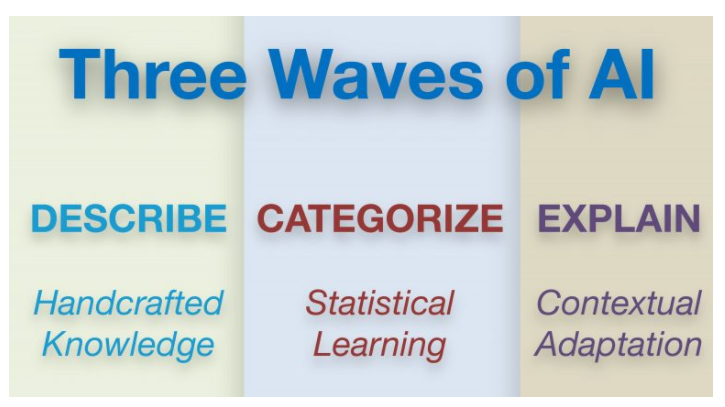 Three Waves of AI
DESCRIBE
Handcrafted
Knowledge
CATEGORIZE
Statistical
Learning
EXPLAIN
Contextual
Adaptation